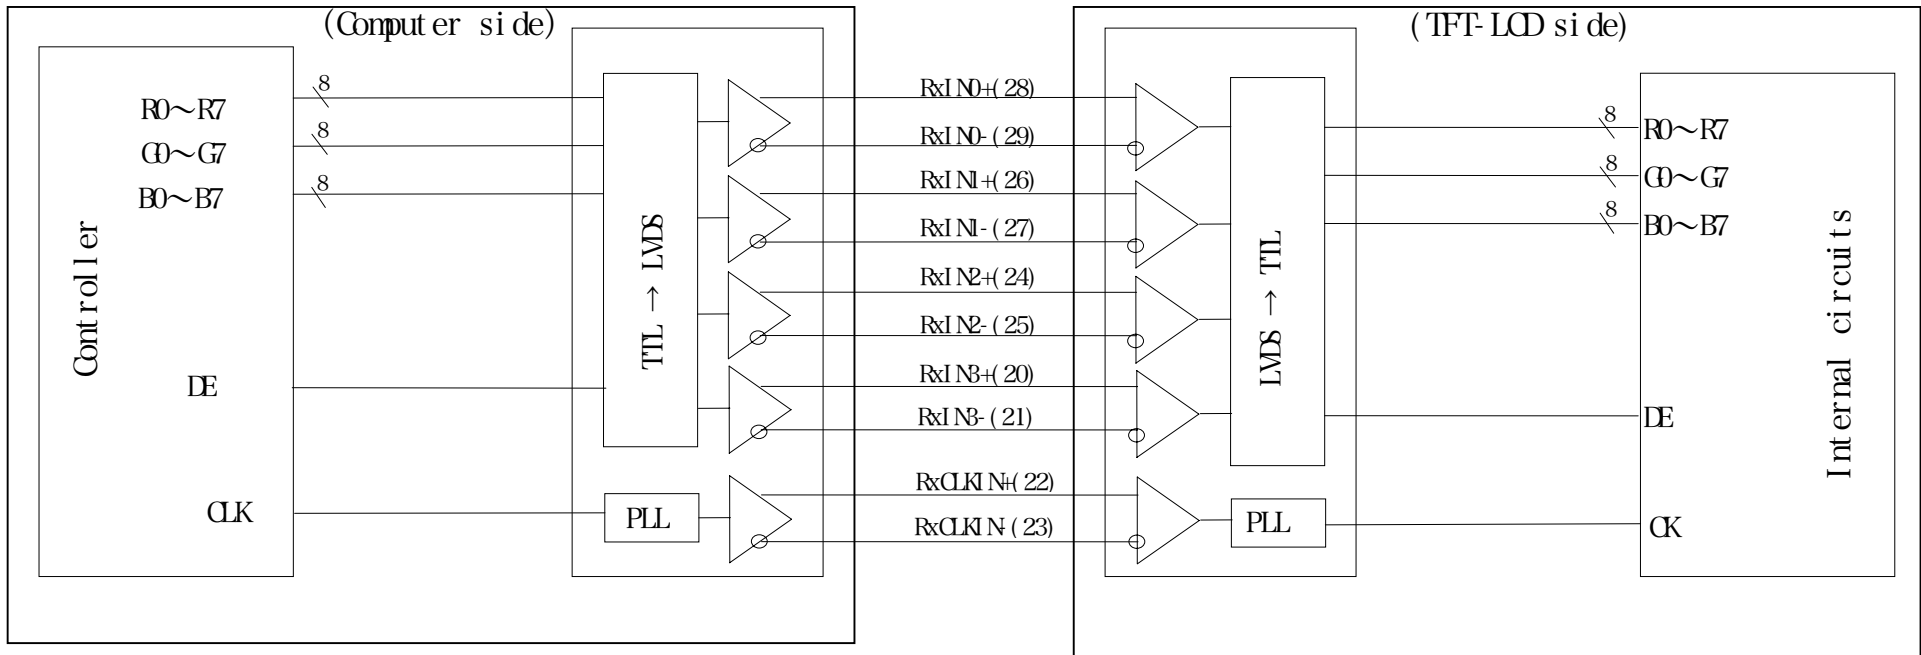 (Computer side)
(TFT-LCD side)
Controller
R0～R7
8
G0～G7
8
B0～B7
8
DE
CLK
TTL → LVDS
PLL
RxIN0+(28)
RxIN0-(29)
RxIN1+(26)
RxIN1-(27)
RxIN2+(24)
RxIN2-(25)
RxIN3+(20)
RxIN3-(21)
RxCLKIN+(22)
RxCLKIN-(23)
LVDS → TTL
PLL
8
R0～R7
8
G0～G7
8
B0～B7
DE
CK
Internal circuits